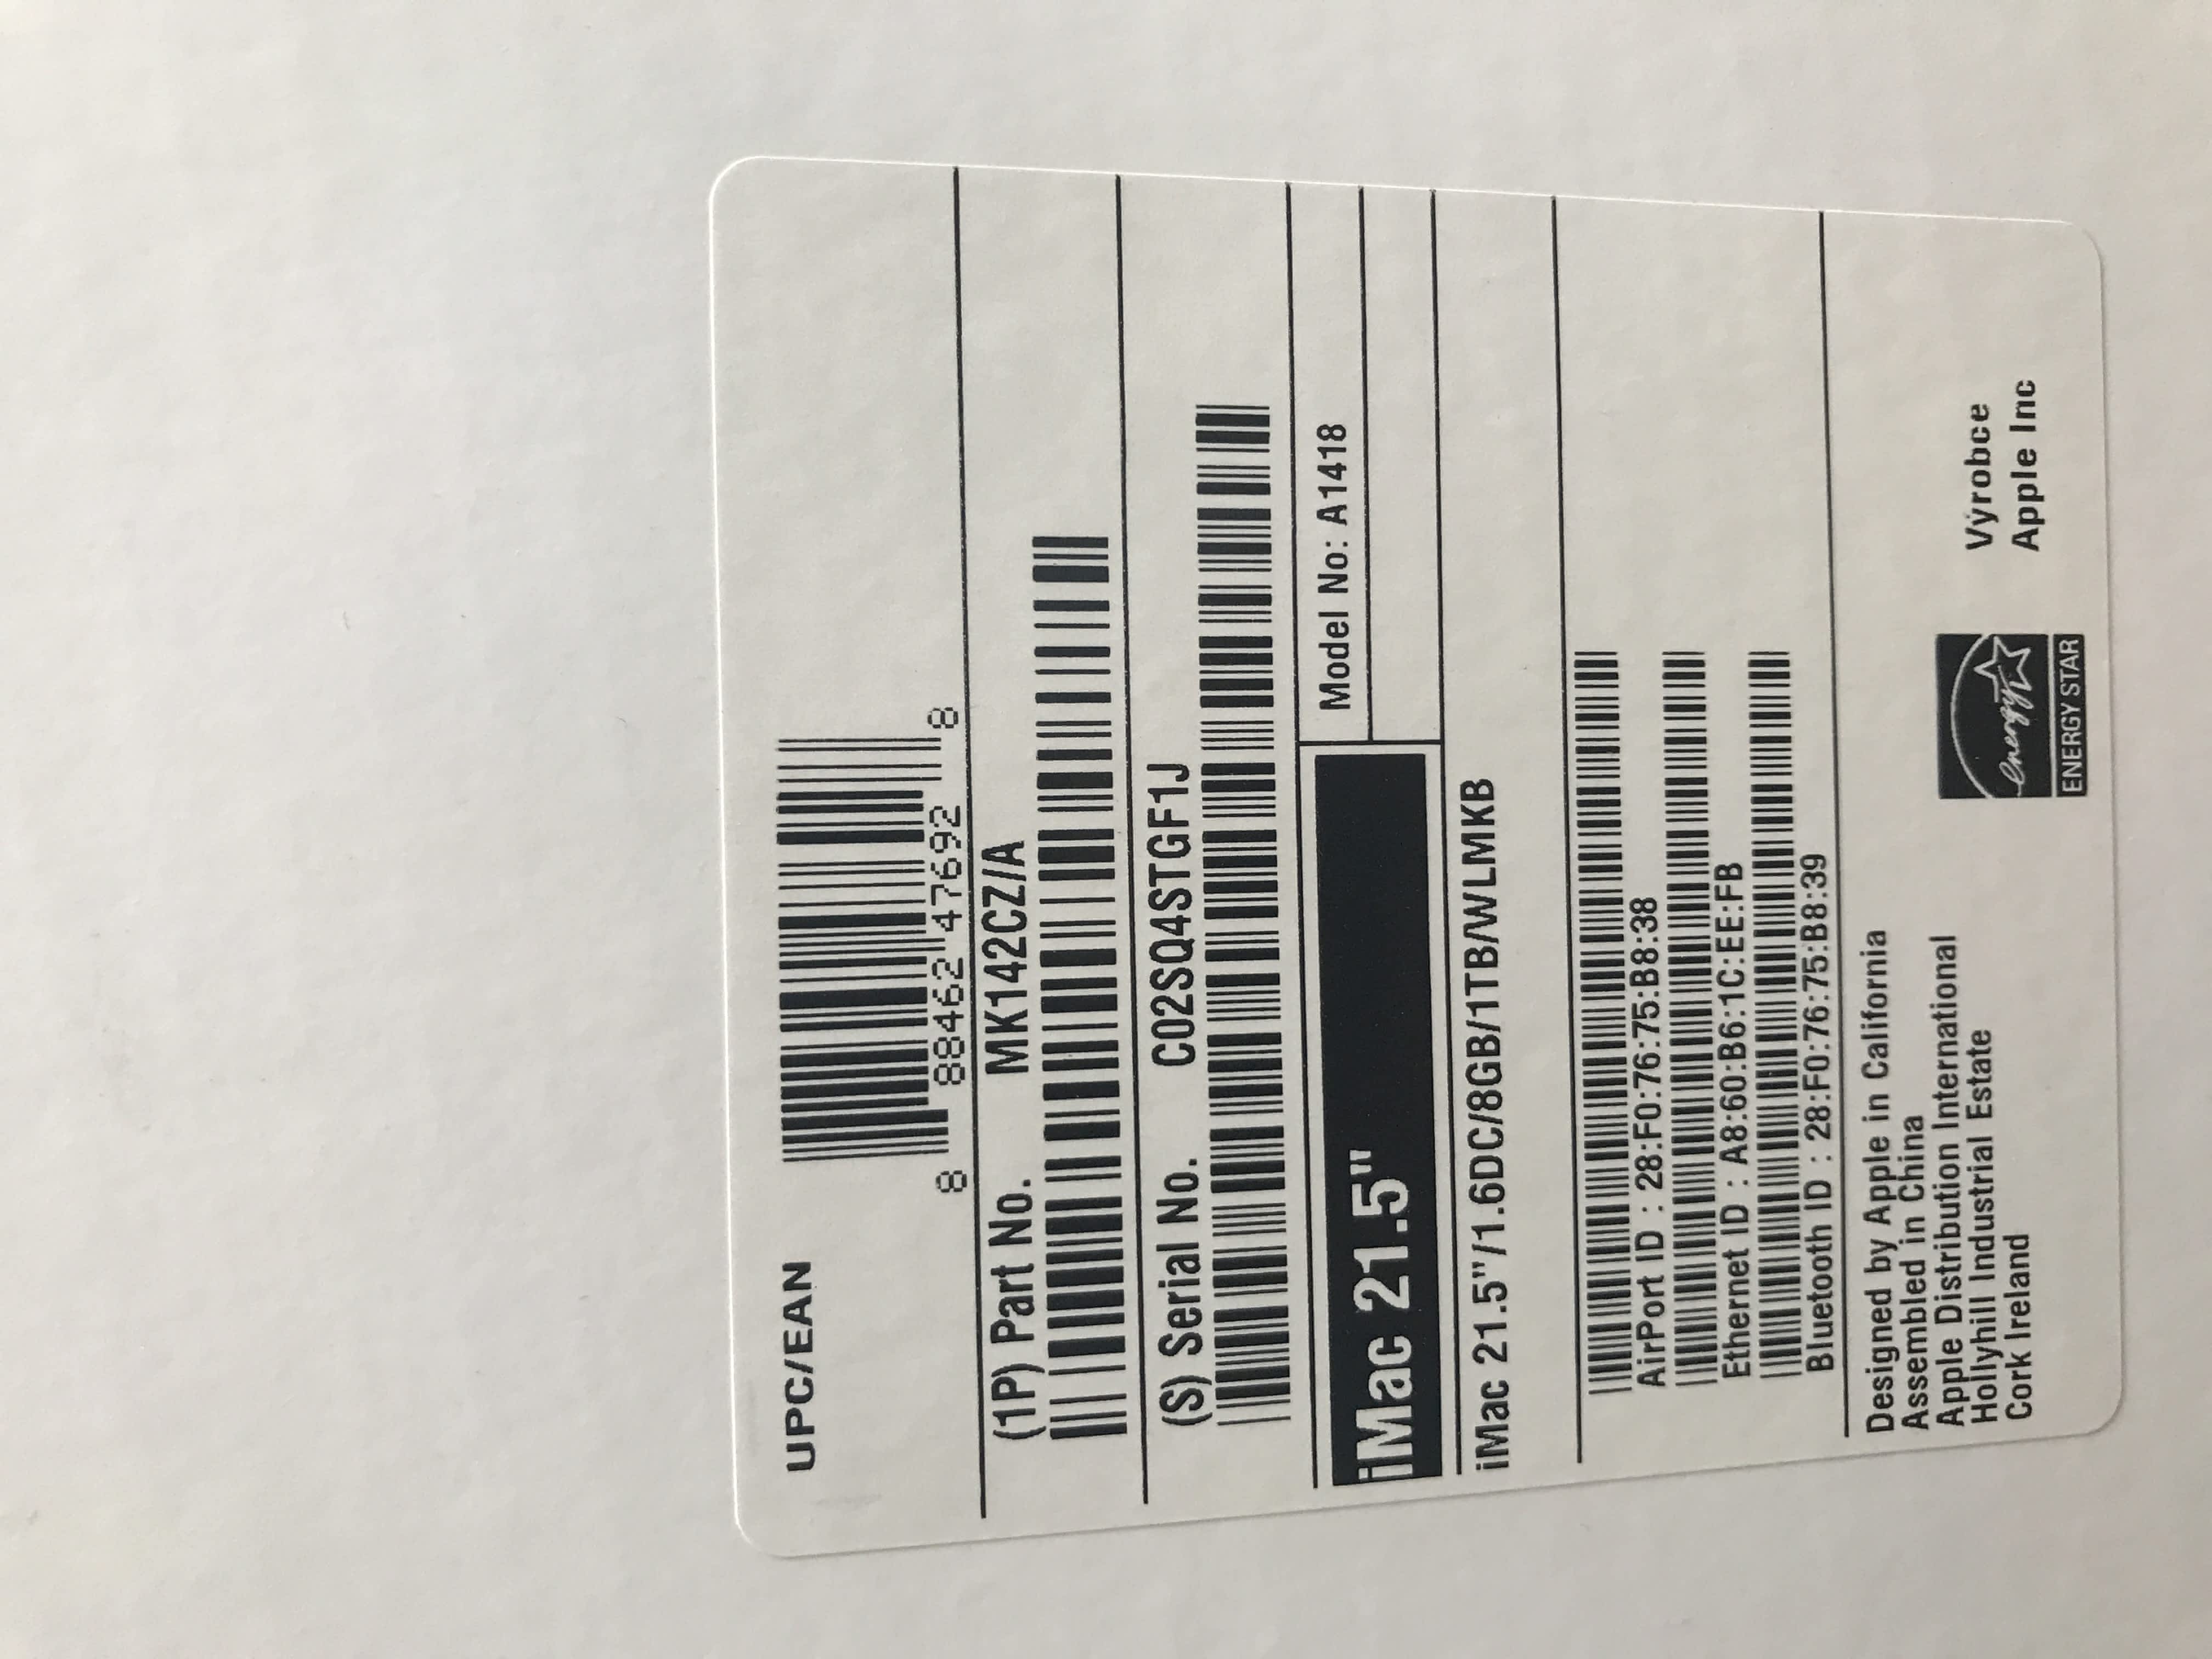 UPC/EAN
8 88462 47692 8
(1P) Part No. MK142CZ/A
(S) Serial No. C02SQ4STGF1J
iMac 21.5"
Model No: A1418
iMac 21.5"/1.6DC/8GB/1TB/WLMKB
AirPort ID : 28:F0:76:75:B8:38
Ethernet ID : A8:60:B6:1C:EE:FB
Bluetooth ID : 28:F0:76:75:B8:39
Designed by Apple in California
Assembled in China
Apple Distribution International
Hollyhill Industrial Estate
Cork Ireland
energy
ENERGY STAR
Výrobce
Apple Inc